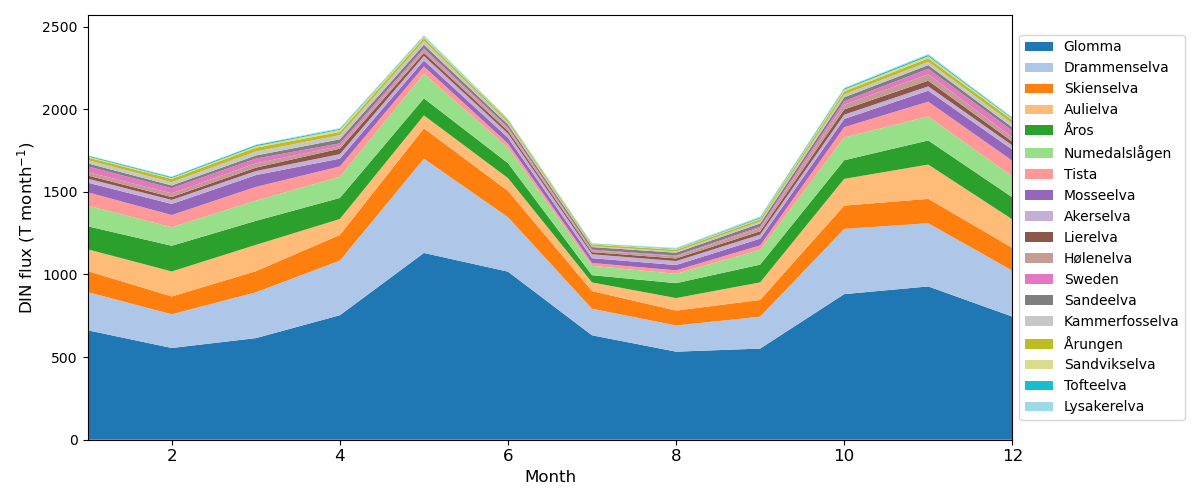 2500
2000
1500
1000
500
0
DIN flux (T month⁻¹)
2
4
6
8
10
12
Month
Glomma
Drammenselva
Skienselva
Aulielva
Åros
Numedalslågen
Tista
Mosseelva
Akerselva
Lierelva
Hølenelva
Sweden
Sandeelva
Kammerfosselva
Årungen
Sandvikselva
Tofteelva
Lysakerelva